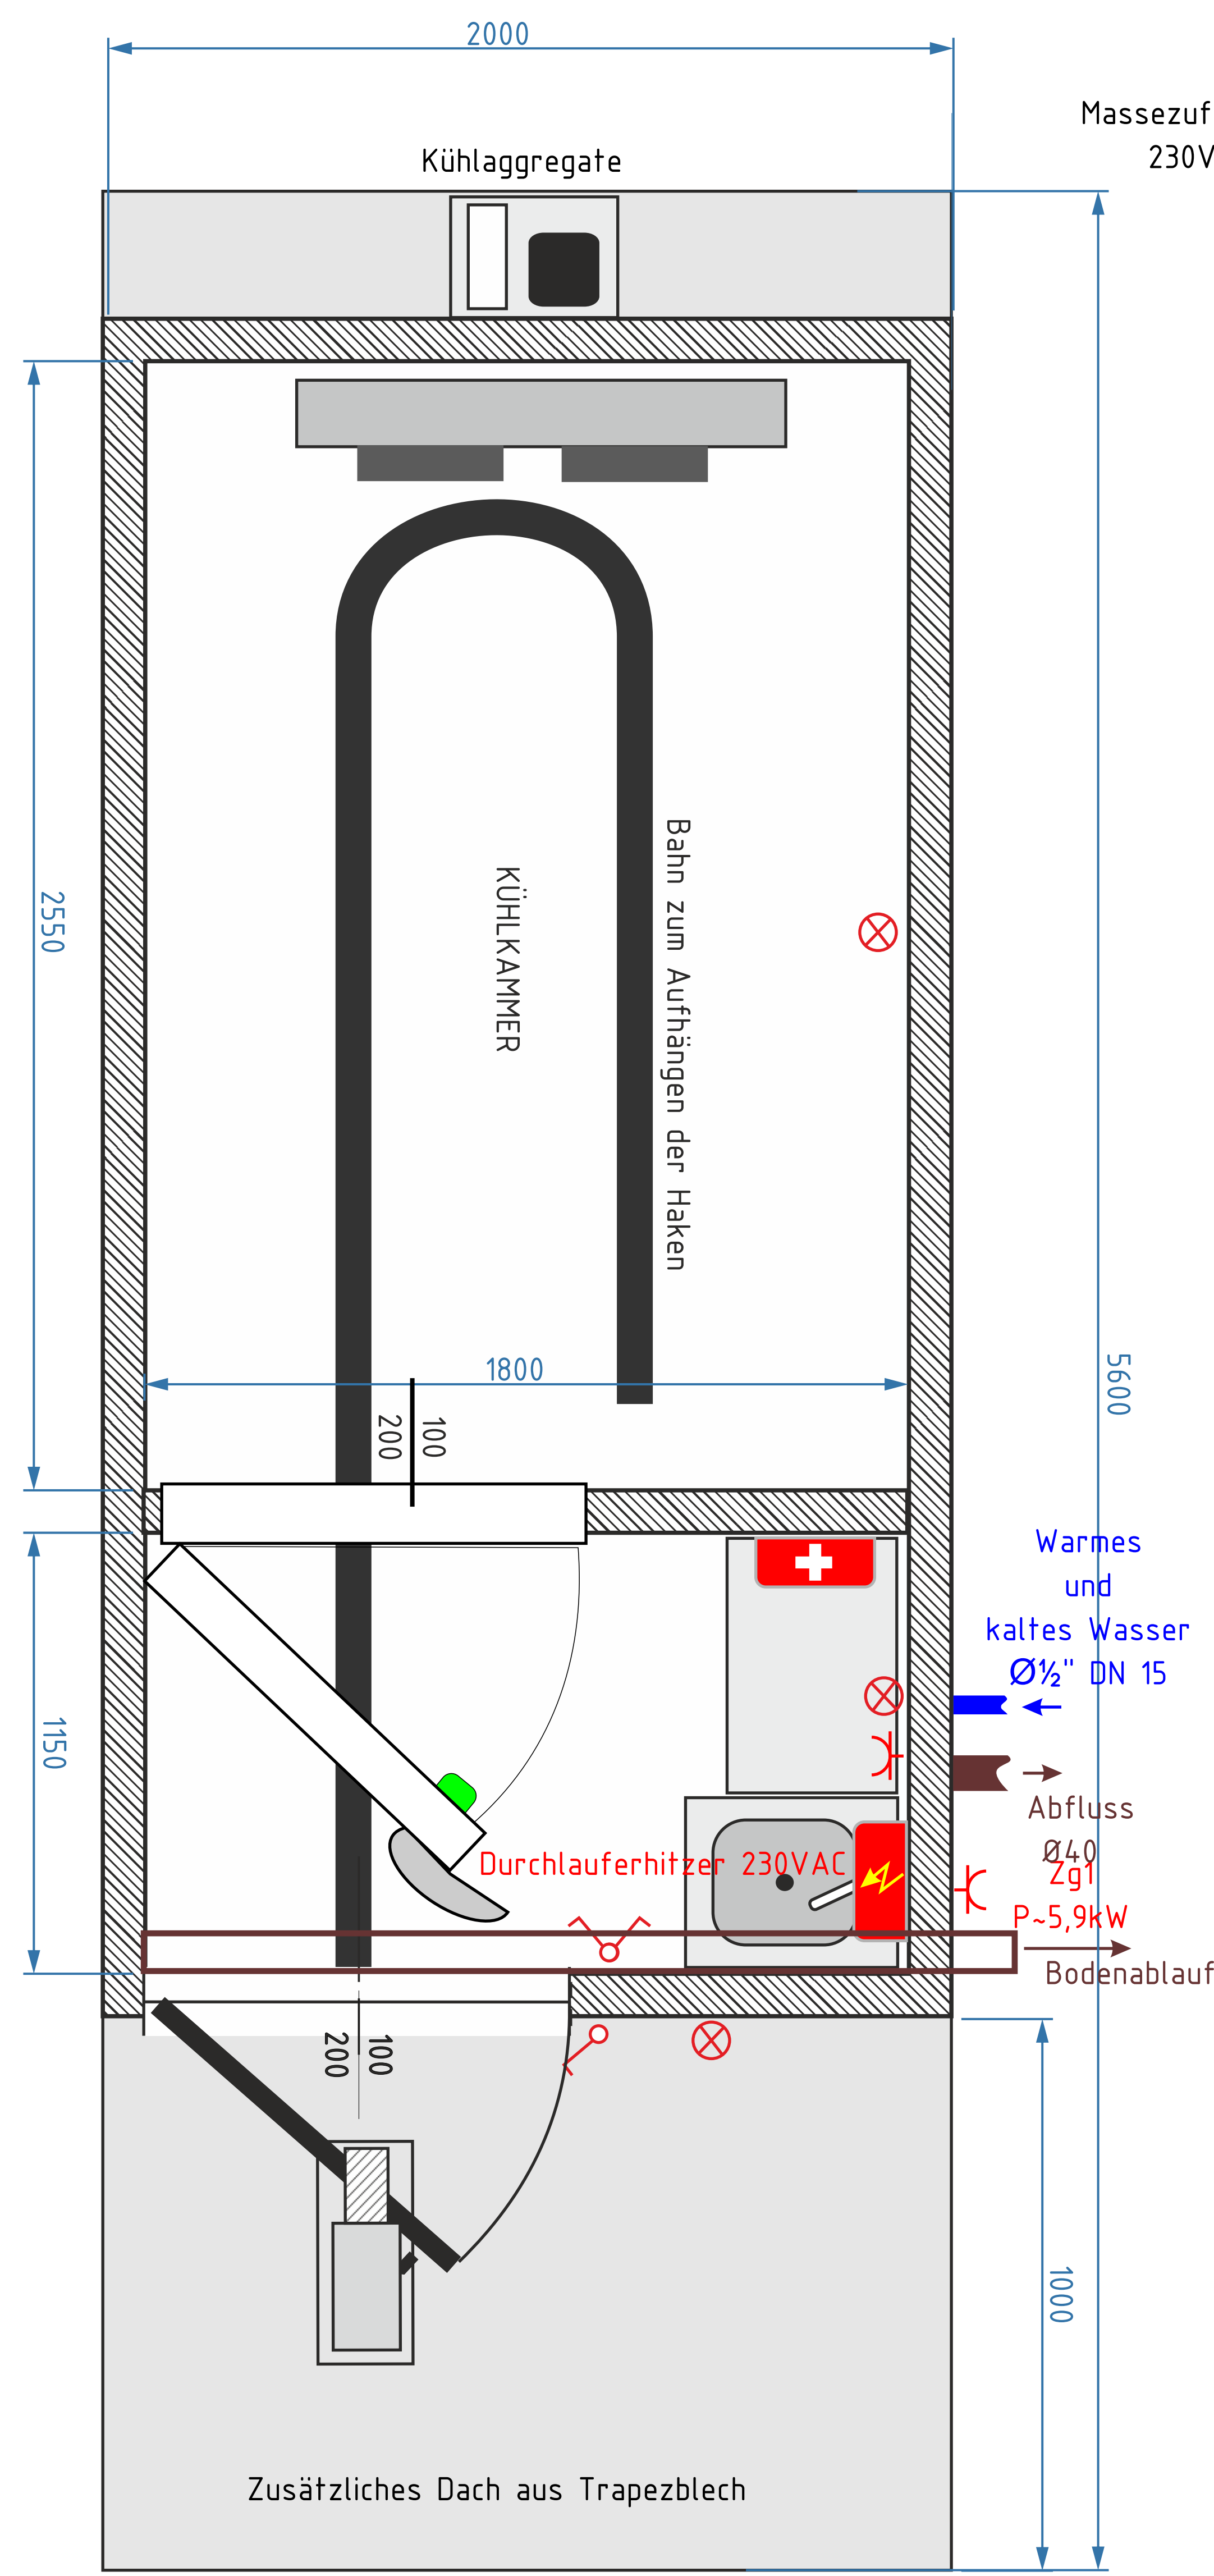 2000
Massezuf
230V
Kühlaggregate
2550
KÜHLKAMMER
Bahn zum Aufhängen der Haken
1800
5600
100
200
Warmes
und
kaltes Wasser
Ø½" DN 15
1150
Abfluss
Ø40
Durchlauferhitzer 230VAC
Zg1
P~5,9kW
Bodenablauf
100
200
1000
Zusätzliches Dach aus Trapezblech